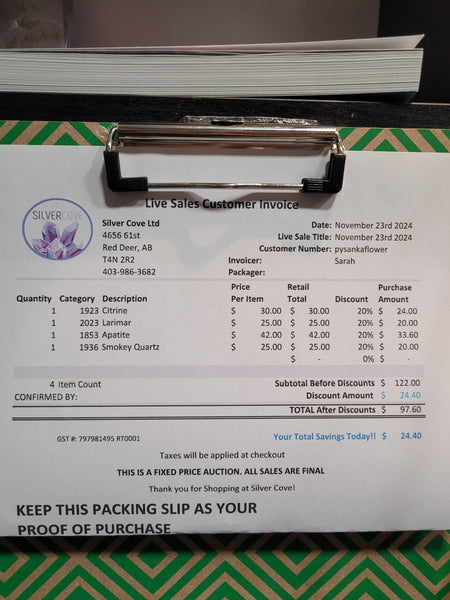 Live Sales Customer Invoice
SILVERCOVE
Silver Cove Ltd
4656 61st
Red Deer, AB
T4N 2R2
403-986-3682
Date: November 23rd 2024
Live Sale Title: November 23rd 2024
Customer Number: pysankaflower
Invoicer: Sarah
Packager:
Quantity Category Description Price Per Item Retail Total Discount Purchase Amount
1 1923 Citrine $ 30.00 $ 30.00 20% $ 24.00
1 2023 Larimar $ 25.00 $ 25.00 20% $ 20.00
1 1853 Apatite $ 42.00 $ 42.00 20% $ 33.60
1 1936 Smokey Quartz $ 25.00 $ 25.00 20% $ 20.00
$ - 0% $ -
4 Item Count Subtotal Before Discounts $ 122.00
CONFIRMED BY: Discount Amount $ 24.40
TOTAL After Discounts $ 97.60
GST #: 797981495 RT0001 Your Total Savings Today!! $ 24.40
Taxes will be applied at checkout
THIS IS A FIXED PRICE AUCTION. ALL SALES ARE FINAL
Thank you for Shopping at Silver Cove!
KEEP THIS PACKING SLIP AS YOUR
PROOF OF PURCHASE